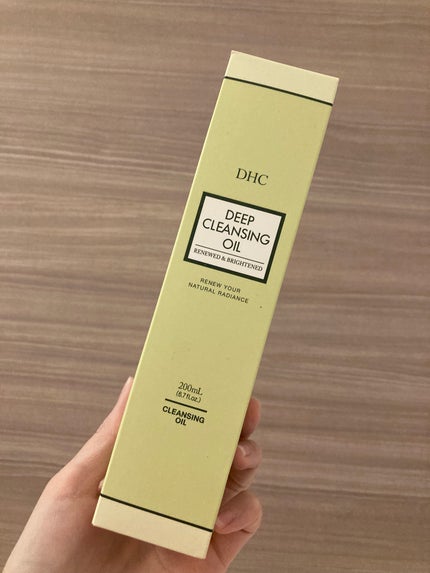 DHC
DEEP
CLEANSING
OIL
RENEWED & BRIGHTENED
RENEW YOUR
NATURAL RADIANCE
200mL
(6.7fl.oz.)
CLEANSING
OIL